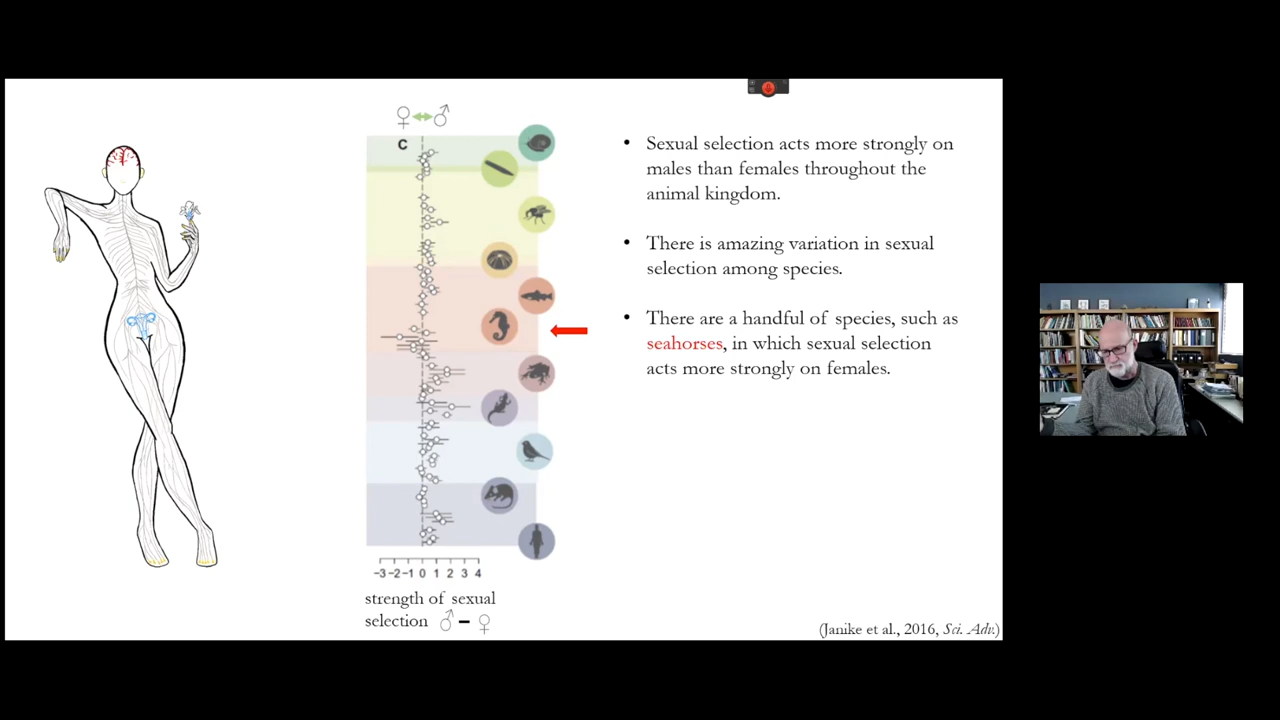 C
-3 -2 -1 0 1 2 3 4
strength of sexual
selection ♂ - ♀
• Sexual selection acts more strongly on
males than females throughout the
animal kingdom.
• There is amazing variation in sexual
selection among species.
• There are a handful of species, such as
seahorses, in which sexual selection
acts more strongly on females.
(Janike et al., 2016, Sci. Adv.)